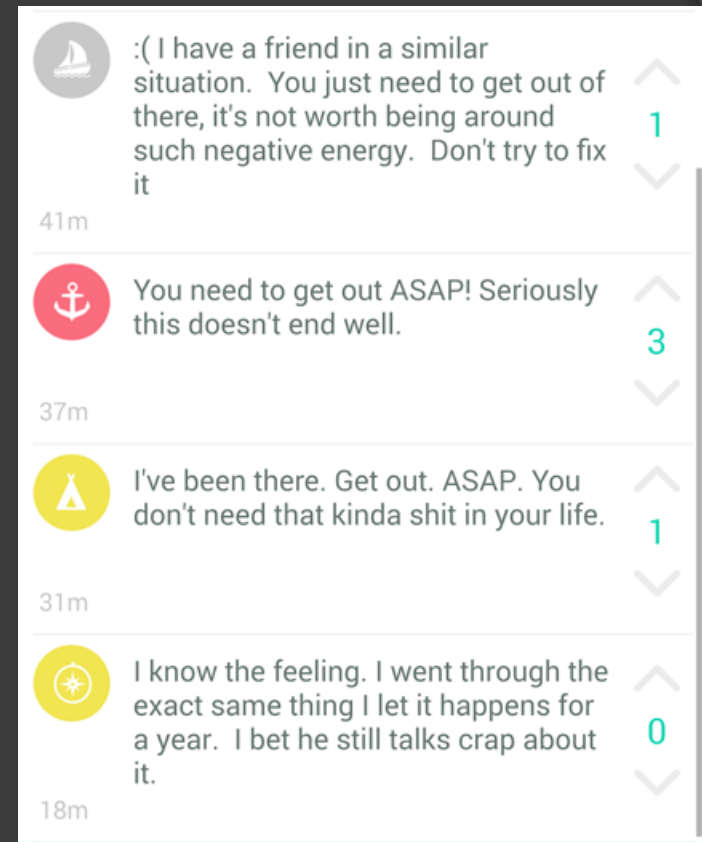 :( I have a friend in a similar
situation.  You just need to get out of
there, it's not worth being around
such negative energy.  Don't try to fix
it
1
41m
You need to get out ASAP! Seriously
this doesn't end well.
3
37m
I've been there. Get out. ASAP. You
don't need that kinda shit in your life.
1
31m
I know the feeling. I went through the
exact same thing I let it happens for
a year.  I bet he still talks crap about
it.
0
18m